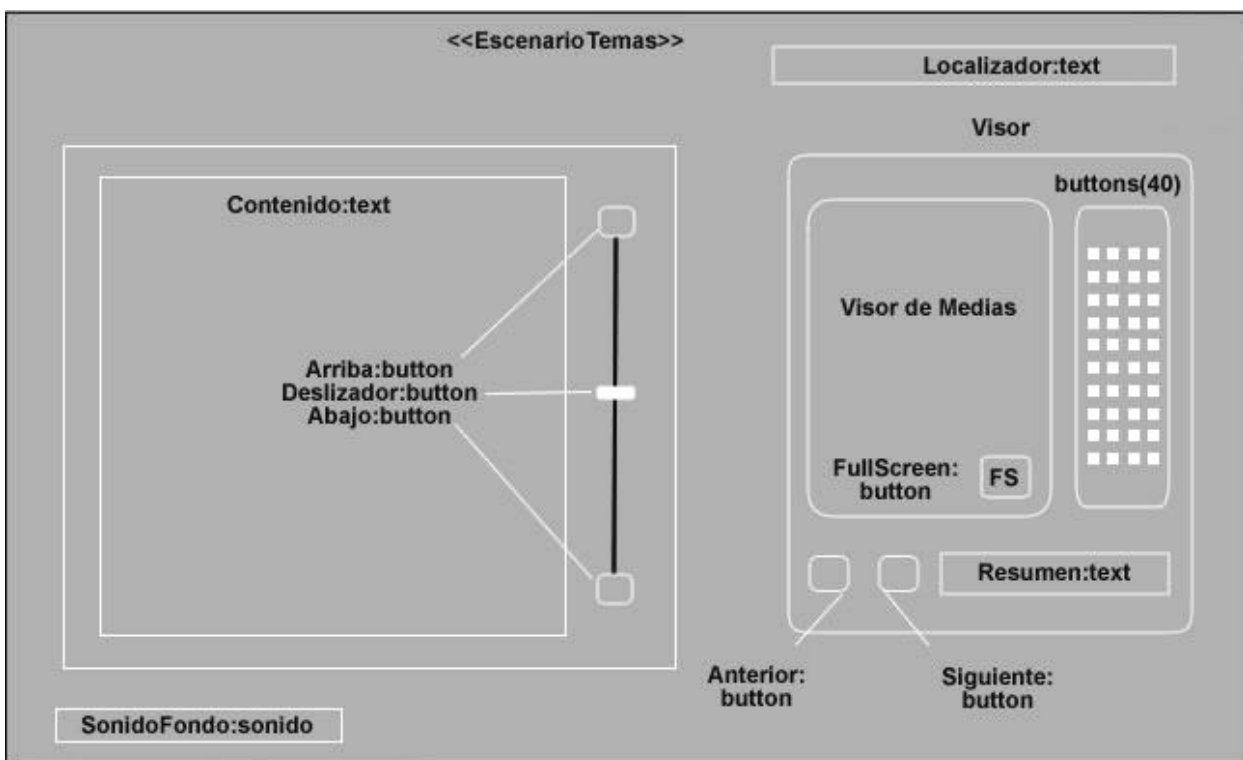 <<EscenarioTemas>>
Localizador:text
Visor
buttons(40)
Contenido:text
Visor de Medias
Arriba:button
Deslizador:button
Abajo:button
FullScreen:
button
FS
Resumen:text
Anterior:
button
Siguiente:
button
SonidoFondo:sonido